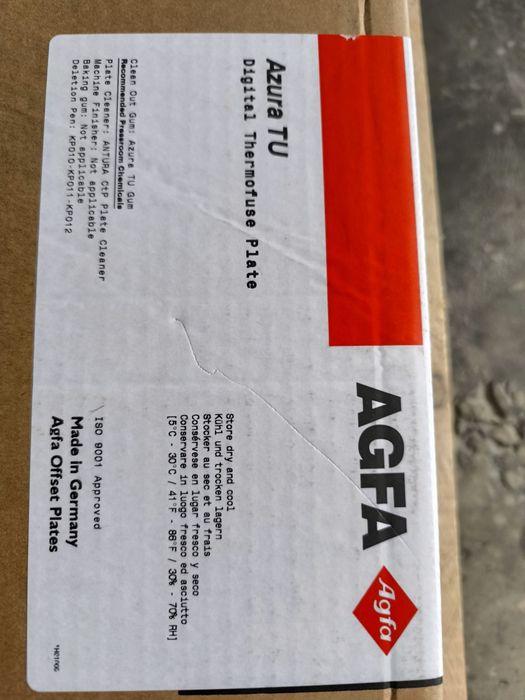 AGFA
Agfa
Azura TU
Digital Thermofuse Plate
Store dry and cool
Kühl und trocken lagern
Stocker au sec et au frais
Consérvese en lugar fresco y seco
Conservare in luogo fresco ed asciutto
[5°C - 30°C / 41°F - 86°F / 30% - 70% RH]
Clean Out Gum: Azura TU Gum
Recommended Pressroom Chemicals
Plate Cleaner: ANTURA CtP Plate Cleaner
Machine Finisher: Not applicable
Baking gum: Not applicable
Deletion Pen: KP010-KP011-KP012
ISO 9001 Approved
Made in Germany
Agfa Offset Plates